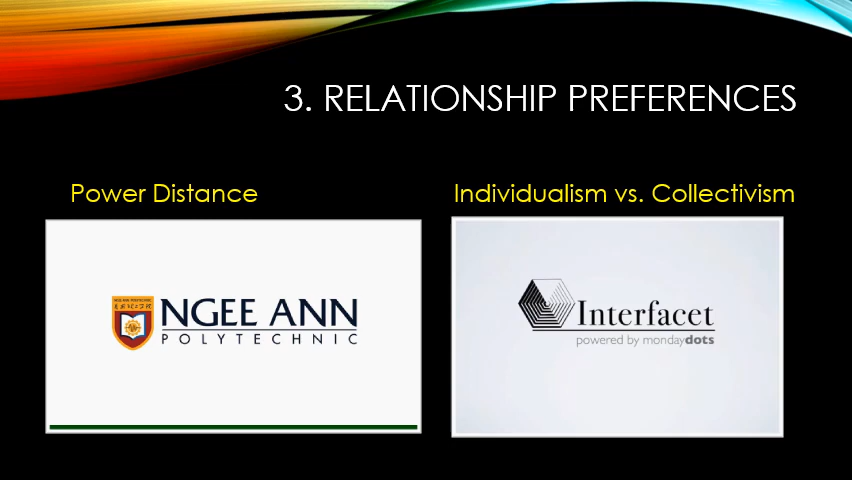 3. RELATIONSHIP PREFERENCES
Power Distance
Individualism vs. Collectivism
NGEE ANN
POLYTECHNIC
Interfacet
powered by mondaydots